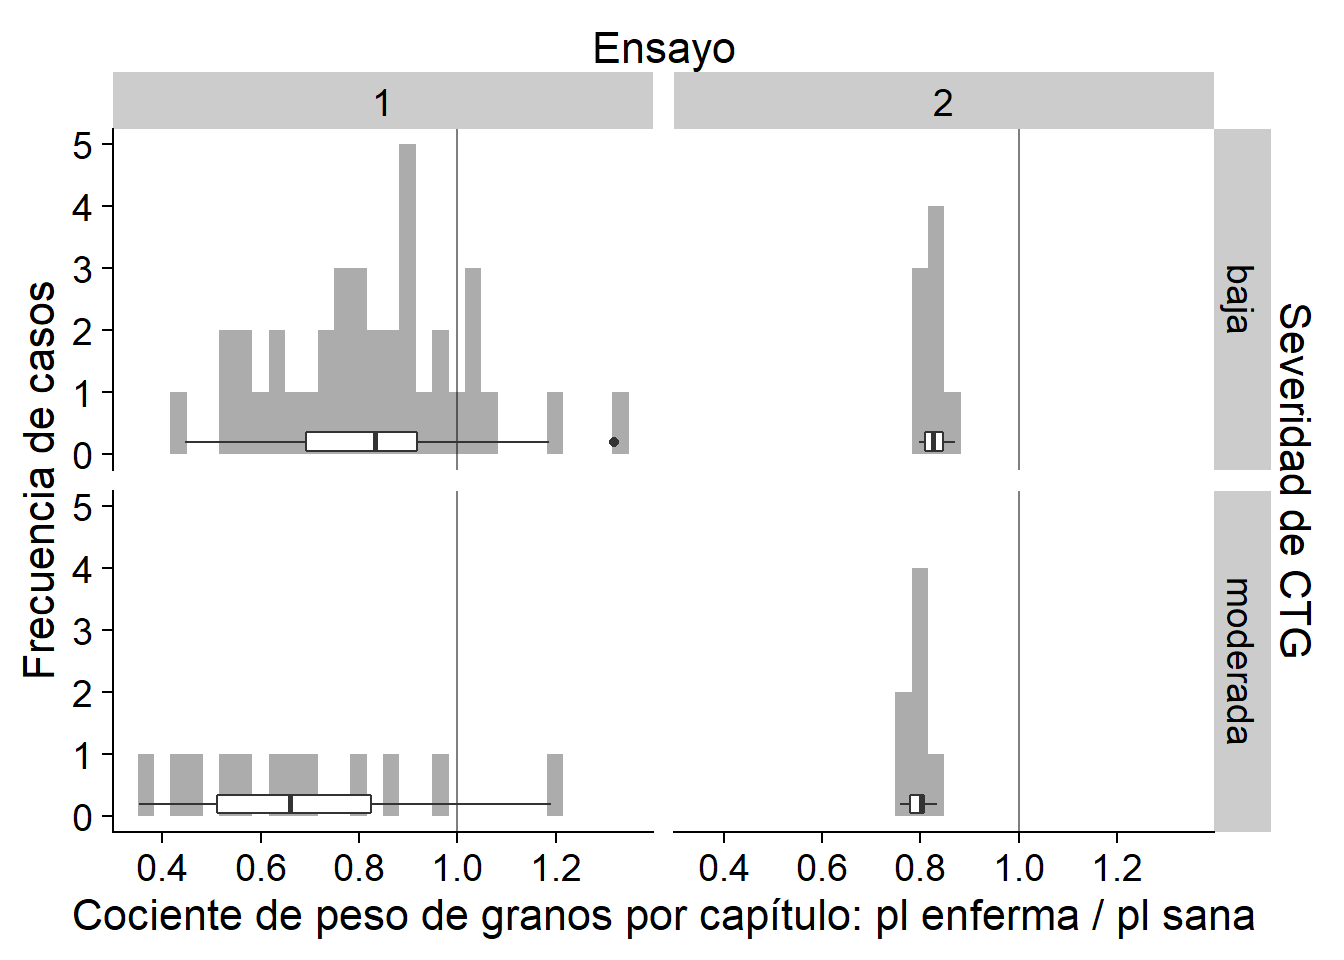 Ensayo
1 2
5
4
3
2
1
0
baja
5
4
3
2
1
0
moderada
Frecuencia de casos
Severidad de CTG
0.4 0.6 0.8 1.0 1.2 0.4 0.6 0.8 1.0 1.2
Cociente de peso de granos por capítulo: pl enferma / pl sana